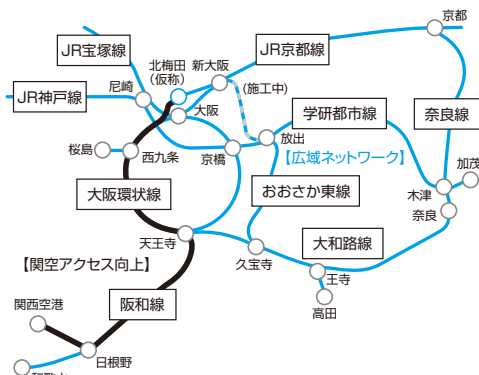 京都
JR宝塚線
北梅田
(仮称)
新大阪
JR京都線
尼崎
(施工中)
JR神戸線
大阪
学研都市線
奈良線
放出
桜島
西九条
京橋
【広域ネットワーク】
加茂
木津
大阪環状線
おおさか東線
奈良
天王寺
大和路線
久宝寺
【関空アクセス向上】
王寺
関西空港
阪和線
高田
日根野